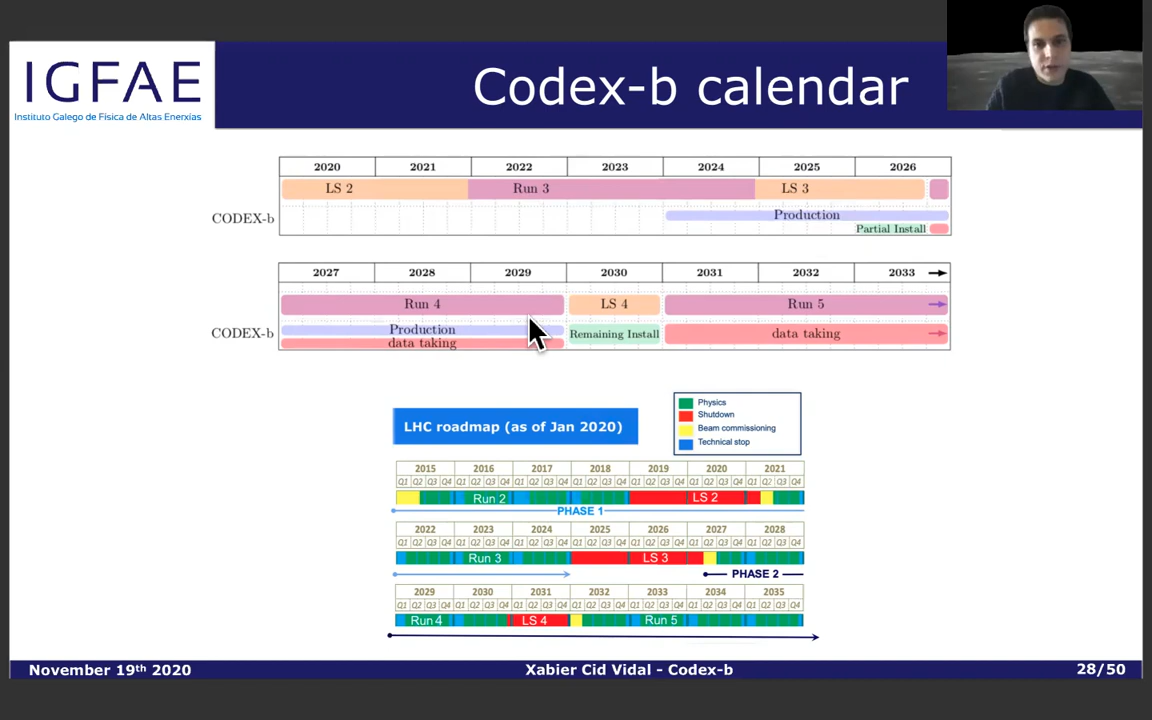 IGFAE
Instituto Galego de Física de Altas Enerxías
Codex-b calendar
2020 2021 2022 2023 2024 2025 2026
LS 2 Run 3 LS 3
CODEX-b Production
Partial Install
2027 2028 2029 2030 2031 2032 2033
Run 4 LS 4 Run 5
CODEX-b Production Remaining Install data taking
data taking
LHC roadmap (as of Jan 2020)
Physics
Shutdown
Beam commissioning
Technical stop
2015 2016 2017 2018 2019 2020 2021
Q1 Q2 Q3 Q4 Q1 Q2 Q3 Q4 Q1 Q2 Q3 Q4 Q1 Q2 Q3 Q4 Q1 Q2 Q3 Q4 Q1 Q2 Q3 Q4 Q1 Q2 Q3 Q4
Run 2 LS 2
PHASE 1
2022 2023 2024 2025 2026 2027 2028
Q1 Q2 Q3 Q4 Q1 Q2 Q3 Q4 Q1 Q2 Q3 Q4 Q1 Q2 Q3 Q4 Q1 Q2 Q3 Q4 Q1 Q2 Q3 Q4 Q1 Q2 Q3 Q4
Run 3 LS 3
PHASE 2
2029 2030 2031 2032 2033 2034 2035
Q1 Q2 Q3 Q4 Q1 Q2 Q3 Q4 Q1 Q2 Q3 Q4 Q1 Q2 Q3 Q4 Q1 Q2 Q3 Q4 Q1 Q2 Q3 Q4 Q1 Q2 Q3 Q4
Run 4 LS 4 Run 5
November 19th 2020 Xabier Cid Vidal - Codex-b 28/50